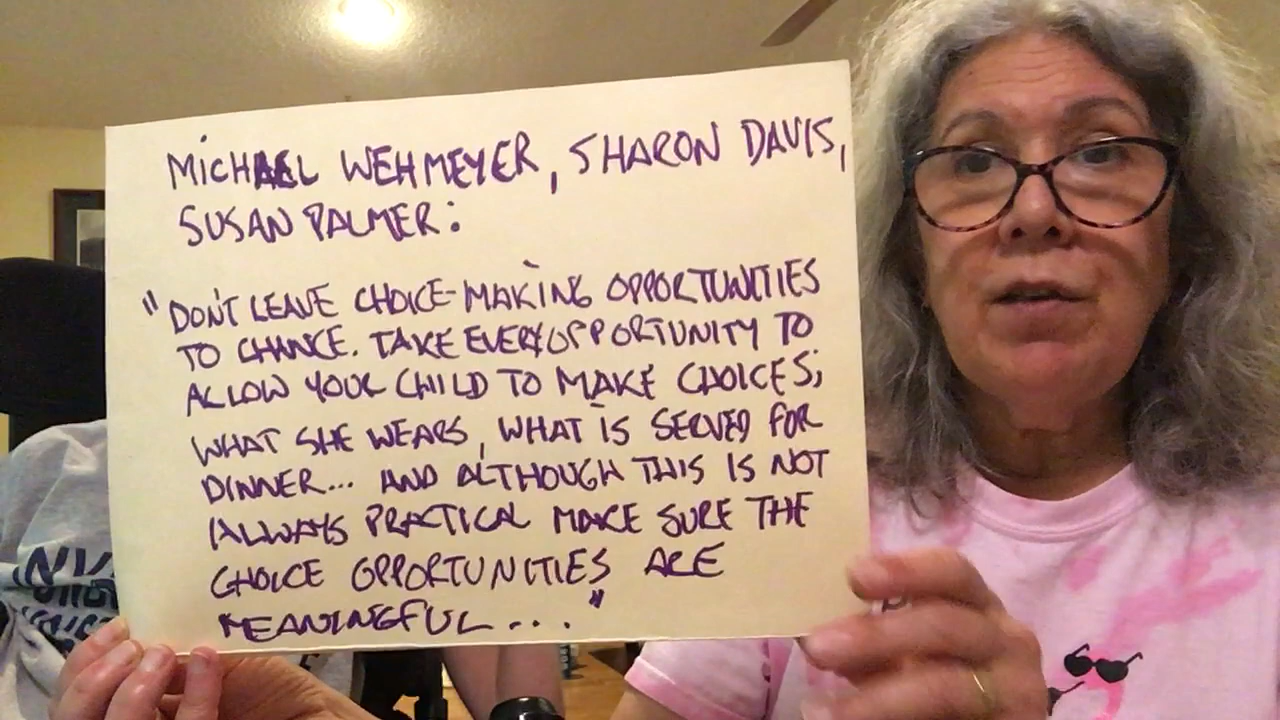 MICHAEL WEHMEYER, SHARON DAVIS,
SUSAN PALMER:
"DON'T LEAVE CHOICE-MAKING OPPORTUNITIES
TO CHANCE. TAKE EVERY OPPORTUNITY TO
ALLOW YOUR CHILD TO MAKE CHOICES;
WHAT SHE WEARS, WHAT IS SERVED FOR
DINNER... AND ALTHOUGH THIS IS NOT
ALWAYS PRACTICAL MAKE SURE THE
CHOICE OPPORTUNITIES ARE
MEANINGFUL...."